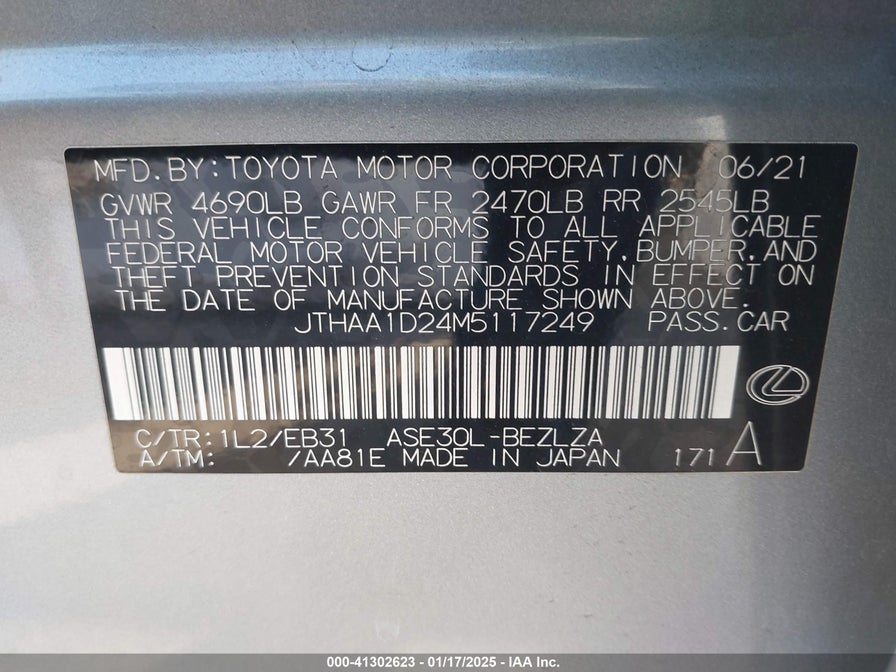 MFD.BY:TOYOTA MOTOR CORPORATION 06/21
GVWR 4690LB GAWR FR 2470LB RR 2545LB
THIS VEHICLE CONFORMS TO ALL APPLICABLE
FEDERAL MOTOR VEHICLE SAFETY,BUMPER,AND
THEFT PREVENTION STANDARDS IN EFFECT ON
THE DATE OF MANUFACTURE SHOWN ABOVE.
JTHAA1D24M5117249 PASS.CAR
C/TR:1L2/EB31 ASE30L-BEZLZA
A/TM: /AA81E MADE IN JAPAN 171 A
000-41302623 - 01/17/2025 - IAA Inc.